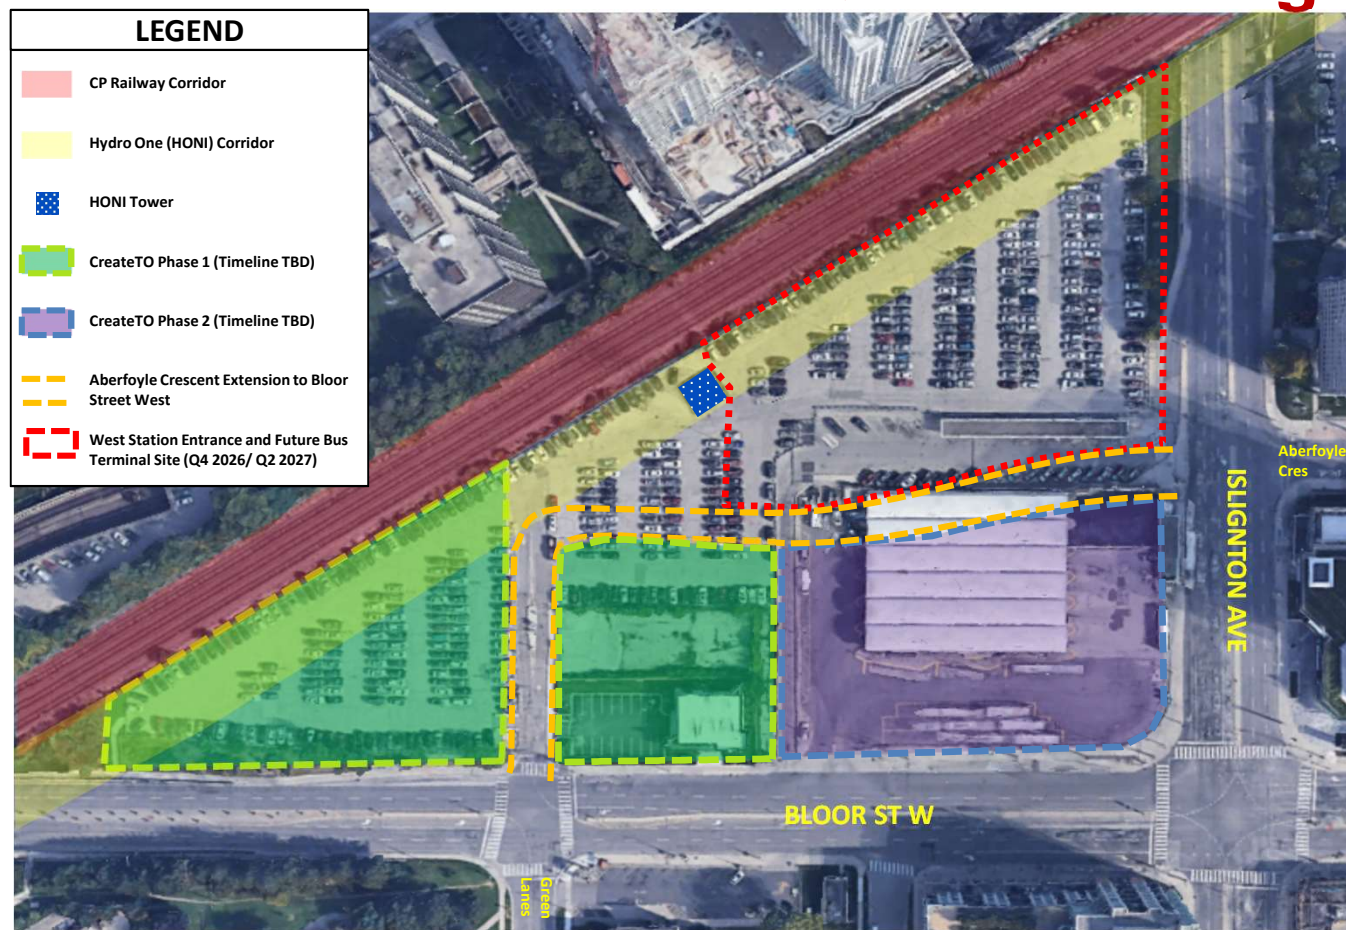 LEGEND
CP Railway Corridor
Hydro One (HONI) Corridor
HONI Tower
CreateTO Phase 1 (Timeline TBD)
CreateTO Phase 2 (Timeline TBD)
Aberfoyle Crescent Extension to Bloor
Street West
West Station Entrance and Future Bus
Terminal Site (Q4 2026/ Q2 2027)
Aberfoyle
Cres
ISLIGNTON AVE
BLOOR ST W
Green
Lanes